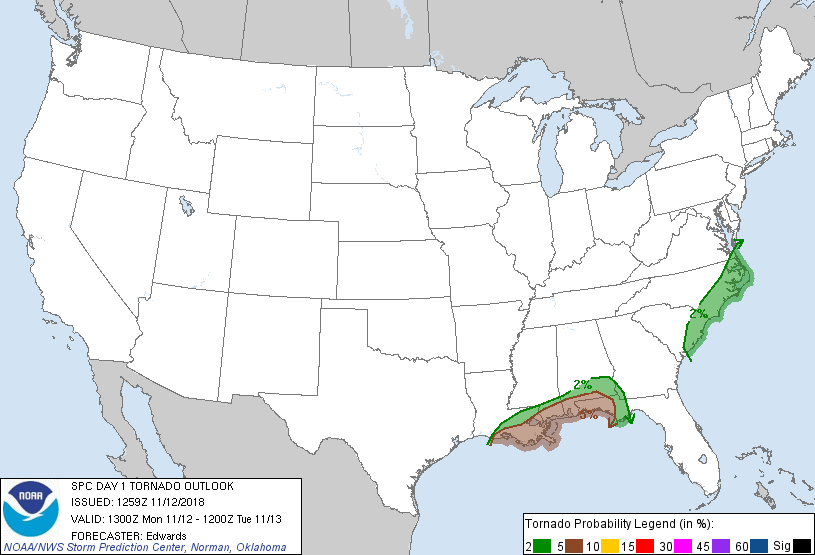 2%
2%
5%
NOAA
SPC DAY 1 TORNADO OUTLOOK
ISSUED: 1259Z 11/12/2018
VALID: 1300Z Mon 11/12 - 1200Z Tue 11/13
FORECASTER: Edwards
NOAA/NWS Storm Prediction Center, Norman, Oklahoma
Tornado Probability Legend (in %):
2 5 10 15 30 45 60 Sig